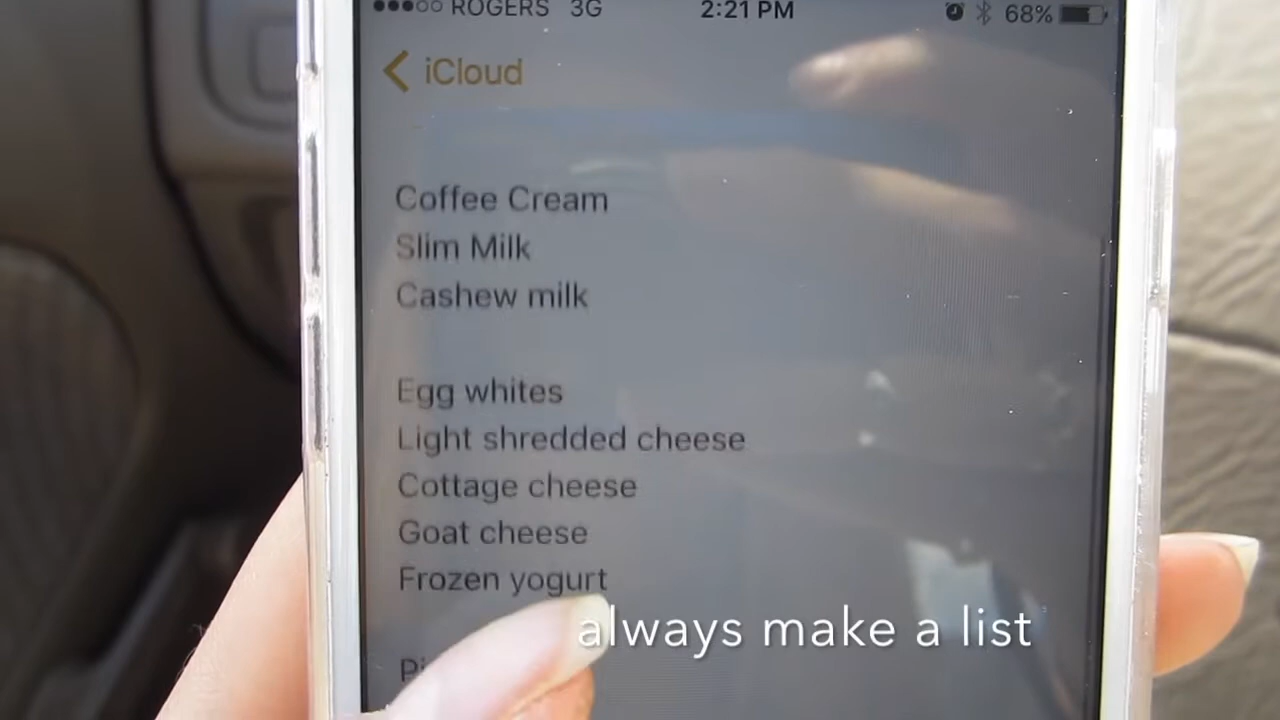 ROGERS 3G 2:21 PM 68%
iCloud
Coffee Cream
Slim Milk
Cashew milk
Egg whites
Light shredded cheese
Cottage cheese
Goat cheese
Frozen yogurt
always make a list